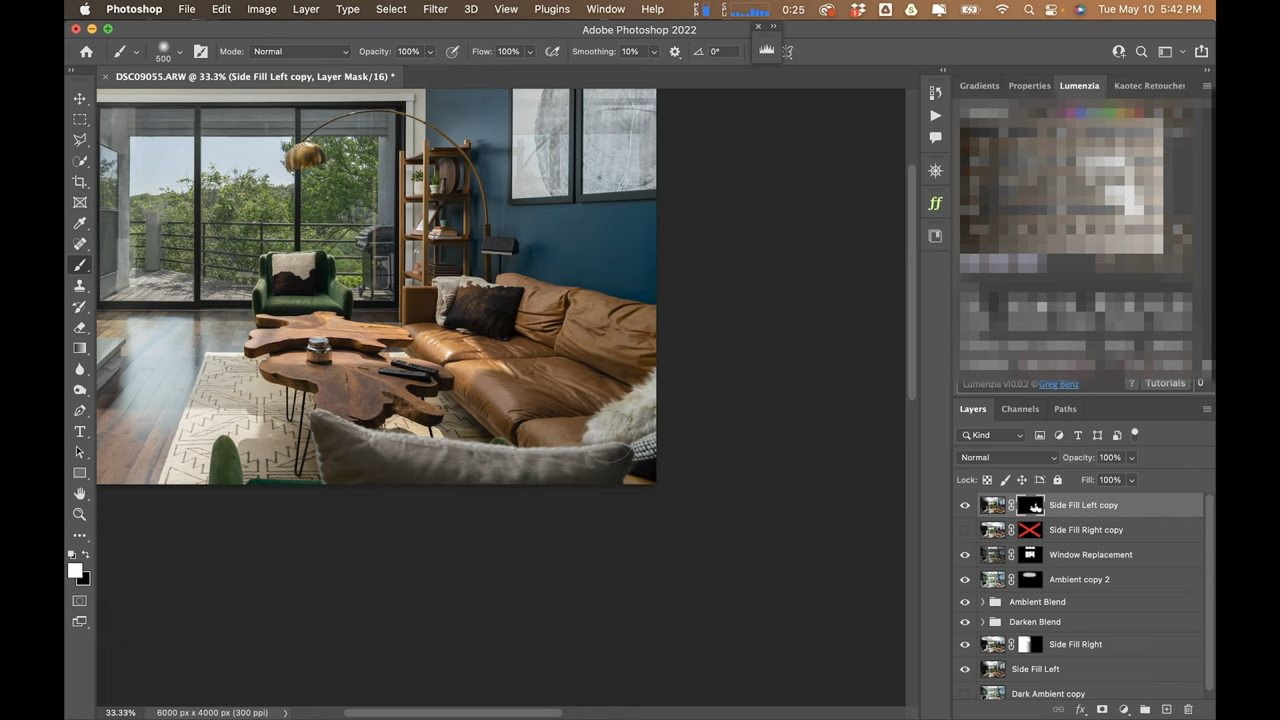 Photoshop File Edit Image Layer Type Select Filter 3D View Plugins Window Help 0:25 Tue May 10 5:42 PM
Adobe Photoshop 2022
500 Mode: Normal Opacity: 100% Flow: 100% Smoothing: 10% 0°
DSC09055.ARW @ 33.3% (Side Fill Left copy, Layer Mask/16) *
Gradients Properties Lumenzia Kaotec Retoucher
Lumenzia v10.0.2 © Greg Benz ? Tutorials 0
Layers Channels Paths
Kind
Normal Opacity: 100%
Lock: Fill: 100%
Side Fill Left copy
Side Fill Right copy
Window Replacement
Ambient copy 2
Ambient Blend
Darken Blend
Side Fill Right
Side Fill Left
Dark Ambient copy
33.33% 6000 px x 4000 px (300 ppi)